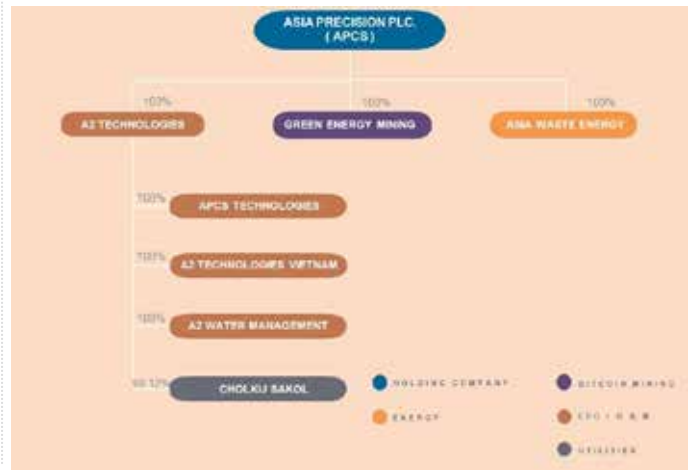 ASIA PRECISION PLC.
( APCS )
100% 100% 100%
A2 TECHNOLOGIES GREEN ENERGY MINING ASIA WASTE ENERGY
100%
APCS TECHNOLOGIES
100%
A2 TECHNOLOGIES VIETNAM
100%
A2 WATER MANAGEMENT
CHOLKIJ SAKOL
HOLDING COMPANY BITCOIN MINING
ENERGY
UTILITIES